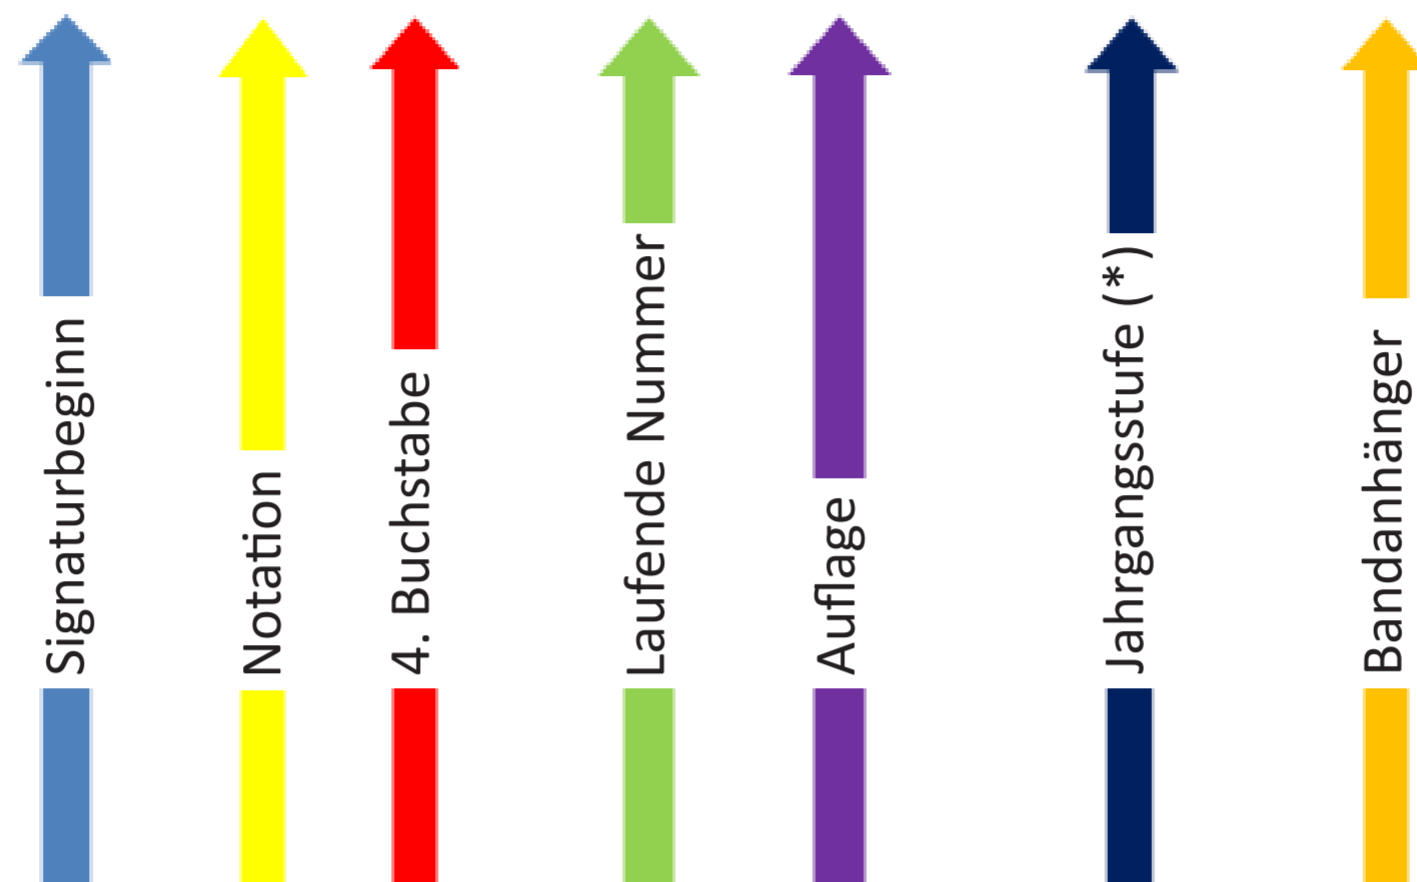 Signaturbeginn
Notation
4. Buchstabe
Laufende Nummer
Auflage
Jahrgangsstufe (*)
Bandanhänger